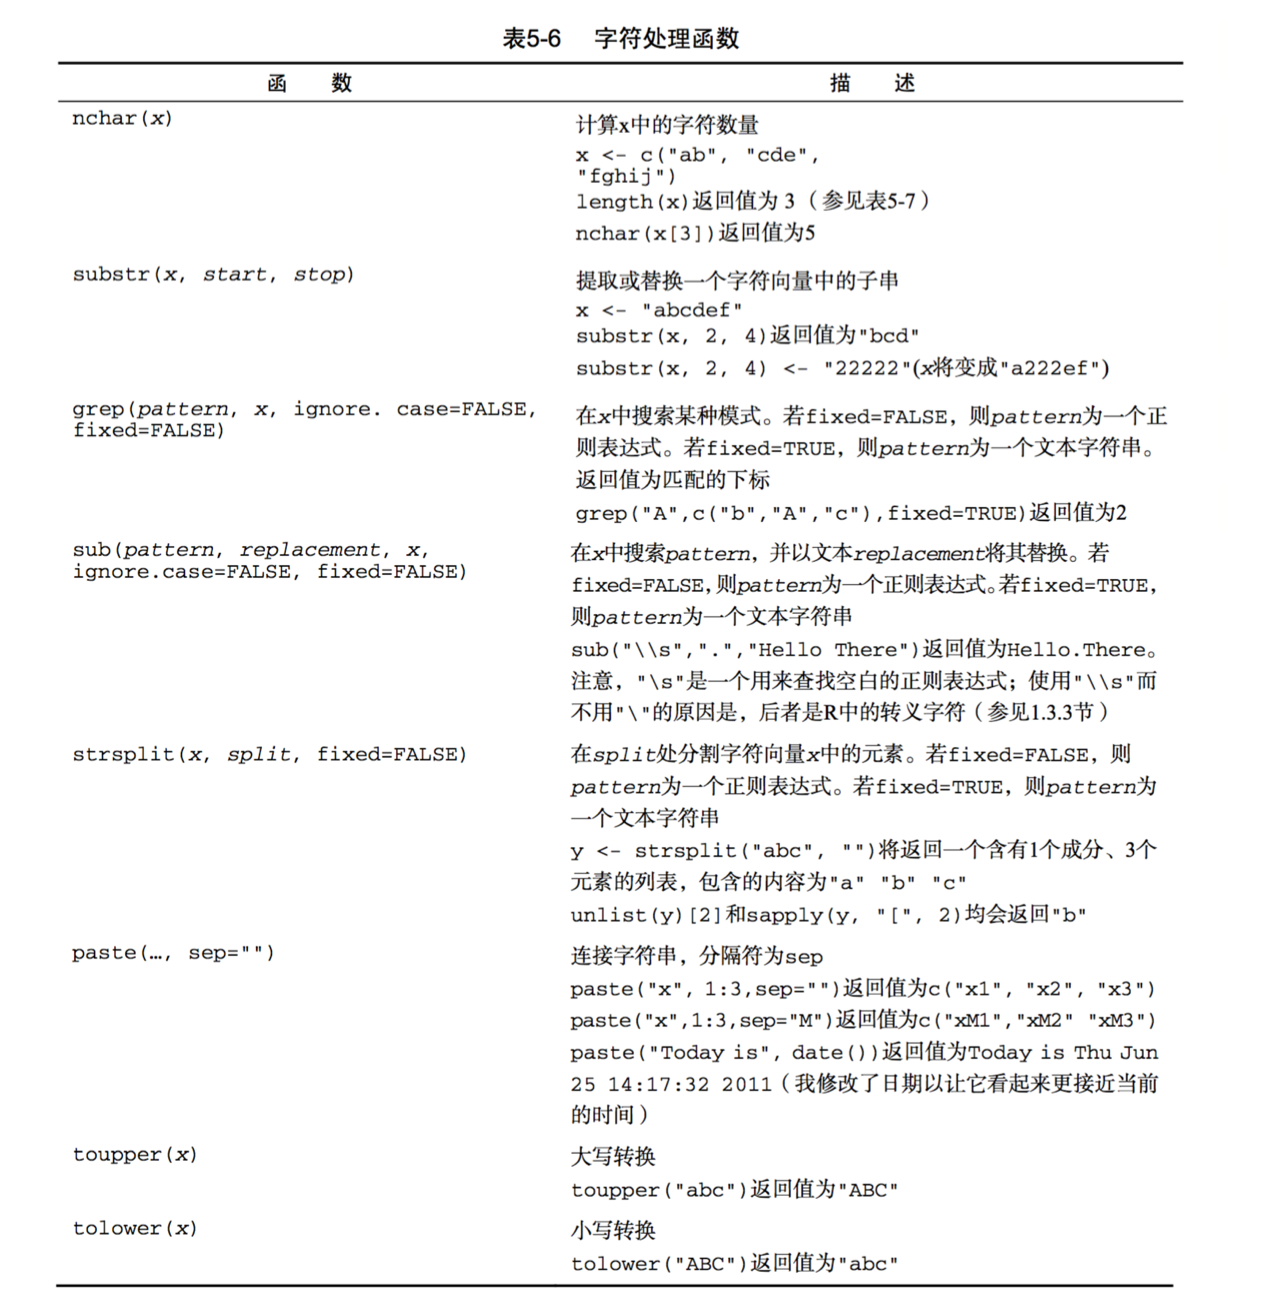 表5-6 字符处理函数
函 数 描 述
nchar(x)
计算x中的字符数量
x <- c("ab", "cde",
"fghij")
length(x)返回值为 3（参见表5-7）
nchar(x[3])返回值为5
substr(x, start, stop)
提取或替换一个字符向量中的子串
x <- "abcdef"
substr(x, 2, 4)返回值为"bcd"
substr(x, 2, 4) <- "22222"(x将变成"a222ef")
grep(pattern, x, ignore. case=FALSE,
fixed=FALSE)
在x中搜索某种模式。若fixed=FALSE，则pattern为一个正
则表达式。若fixed=TRUE，则pattern为一个文本字符串。
返回值为匹配的下标
grep("A",c("b","A","c"),fixed=TRUE)返回值为2
sub(pattern, replacement, x,
ignore.case=FALSE, fixed=FALSE)
在x中搜索pattern，并以文本replacement将其替换。若
fixed=FALSE，则pattern为一个正则表达式。若fixed=TRUE，
则pattern为一个文本字符串
sub("\\s",".","Hello There")返回值为Hello.There。
注意，"\s"是一个用来查找空白的正则表达式；使用"\\s"而
不用"\"的原因是，后者是R中的转义字符（参见1.3.3节）
strsplit(x, split, fixed=FALSE)
在split处分割字符向量x中的元素。若fixed=FALSE，则
pattern为一个正则表达式。若fixed=TRUE，则pattern为
一个文本字符串
y <- strsplit("abc", "")将返回一个含有1个成分、3个
元素的列表，包含的内容为"a" "b" "c"
unlist(y)[2]和sapply(y, "[", 2)均会返回"b"
paste(…, sep="")
连接字符串，分隔符为sep
paste("x", 1:3,sep="")返回值为c("x1", "x2", "x3")
paste("x",1:3,sep="M")返回值为c("xM1","xM2" "xM3")
paste("Today is", date())返回值为Today is Thu Jun
25 14:17:32 2011（我修改了日期以让它看起来更接近当前
的时间）
toupper(x)
大写转换
toupper("abc")返回值为"ABC"
tolower(x)
小写转换
tolower("ABC")返回值为"abc"